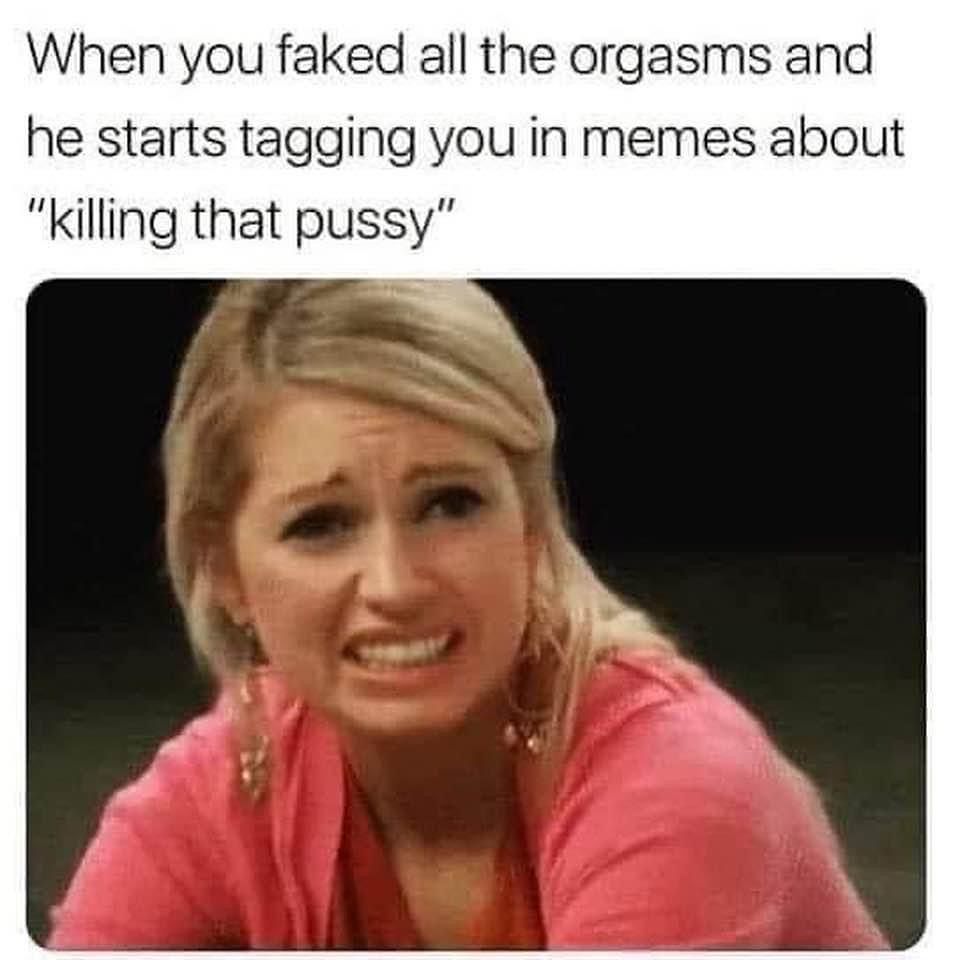 When you faked all the orgasms and
he starts tagging you in memes about
"killing that pussy"